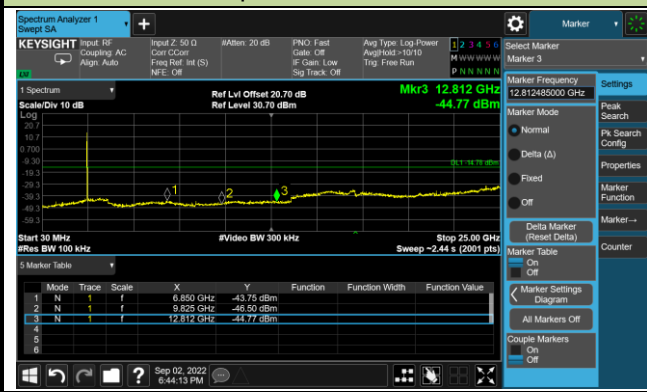 Spectrum Analyzer 1
Swept SA
+
Marker
KEYSIGHT
Input: RF
Coupling: AC
Align: Auto
Input Z: 50 Ω
Corr CCorr
Freq Ref: Int (S)
NFE: Off
#Atten: 20 dB
PNO: Fast
Gate: Off
IF Gain: Low
Sig Track: Off
Avg Type: Log-Power
Avg|Hold:>10/10
Trig: Free Run
1 2 3 4 5 6
M W W W W W
P N N N N N
Select Marker
Marker 3
LXI
1 Spectrum
Scale/Div 10 dB
Ref Lvl Offset 20.70 dB
Ref Level 30.70 dBm
Mkr3 12.812 GHz
-44.77 dBm
Log
20.7
10.7
0.700
-9.30
-19.3
-29.3
-39.3
-49.3
-59.3
DL1 -14.78 dBm
1
2
3
Start 30 MHz
#Res BW 100 kHz
#Video BW 300 kHz
Stop 25.00 GHz
Sweep ~2.44 s (2001 pts)
5 Marker Table
Mode Trace Scale X Y Function Function Width Function Value
1 N 1 f 6.850 GHz -43.75 dBm
2 N 1 f 9.825 GHz -46.50 dBm
3 N 1 f 12.812 GHz -44.77 dBm
4
5
6
Marker Frequency
12.812485000 GHz
Marker Mode
Normal
Delta (Δ)
Fixed
Off
Delta Marker
(Reset Delta)
Marker Table
On
Off
Marker Settings
Diagram
All Markers Off
Couple Markers
On
Off
Settings
Peak
Search
Pk Search
Config
Properties
Marker
Function
Marker→
Counter
?
Sep 02, 2022
6:44:13 PM